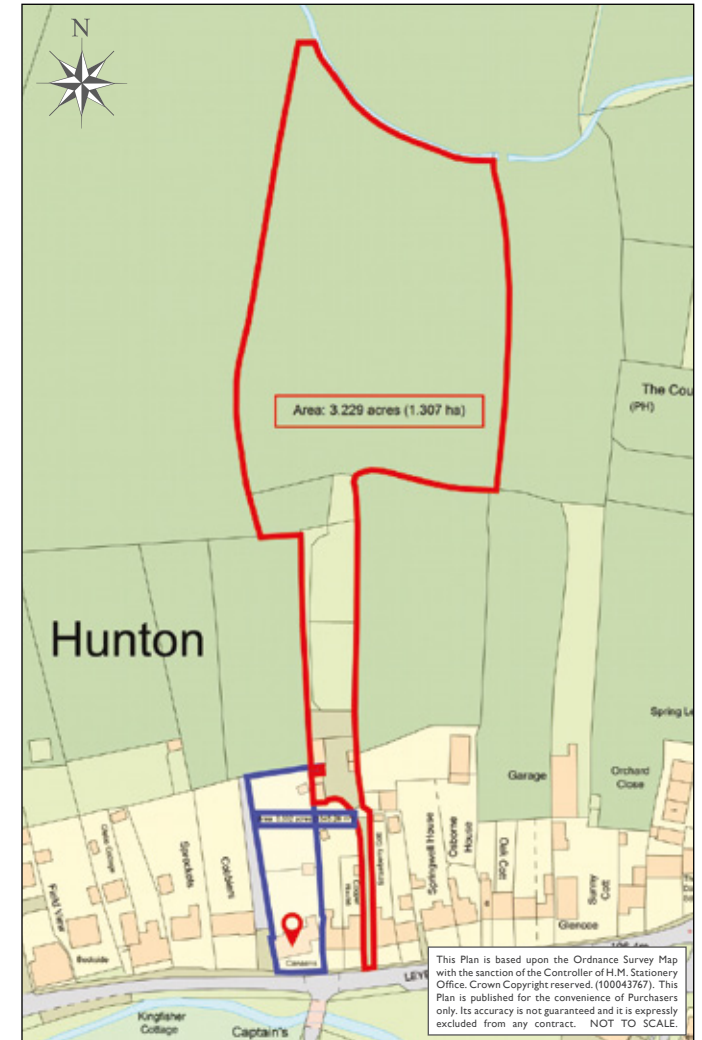 N
The Cou
(PH)
Area: 3.229 acres (1.307 ha)
Hunton
Spring Le
Garage
Orchard
Close
Field View
Sprockets
Cobblers
Springwell House
Osborne
House
Oak Cott
Sunny
Cott
Glencoe
LEY
Kingfisher
Cottage
Captain's
This Plan is based upon the Ordnance Survey Map
with the sanction of the Controller of H.M. Stationery
Office. Crown Copyright reserved. (100043767). This
Plan is published for the convenience of Purchasers
only. Its accuracy is not guaranteed and it is expressly
excluded from any contract. NOT TO SCALE.